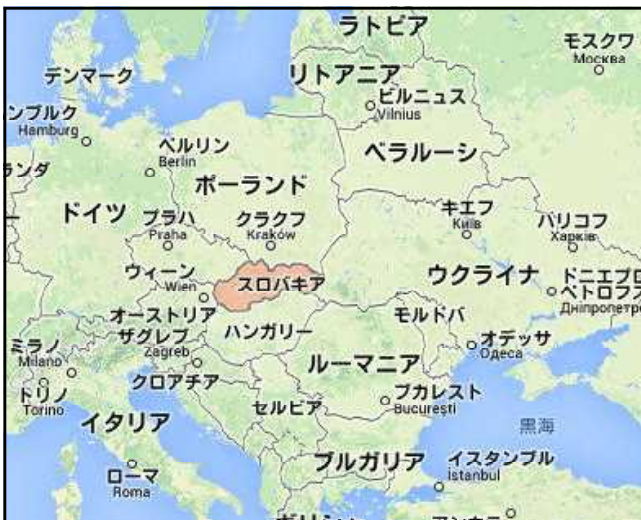 ラトビア
モスクワ
Москва
デンマーク
リトアニア
ビルニュス
Vilnius
ンブルク
Hamburg
ベルリン
Berlin
ベラルーシ
ランダ
ポーランド
ドイツ
プラハ
Praha
クラクフ
Kraków
キエフ
Київ
ハリコフ
Харків
ウィーン
Wien
スロバキア
ウクライナ
ドニエプロ
ペトロフス
Дніпропетро
オーストリア
ハンガリー
モルドバ
ザグレブ
Zagreb
オデッサ
Одеса
ミラノ
Milano
ルーマニア
トリノ
Torino
クロアチア
セルビア
ブカレスト
București
イタリア
黒海
ローマ
Roma
ブルガリア
イスタンブル
İstanbul